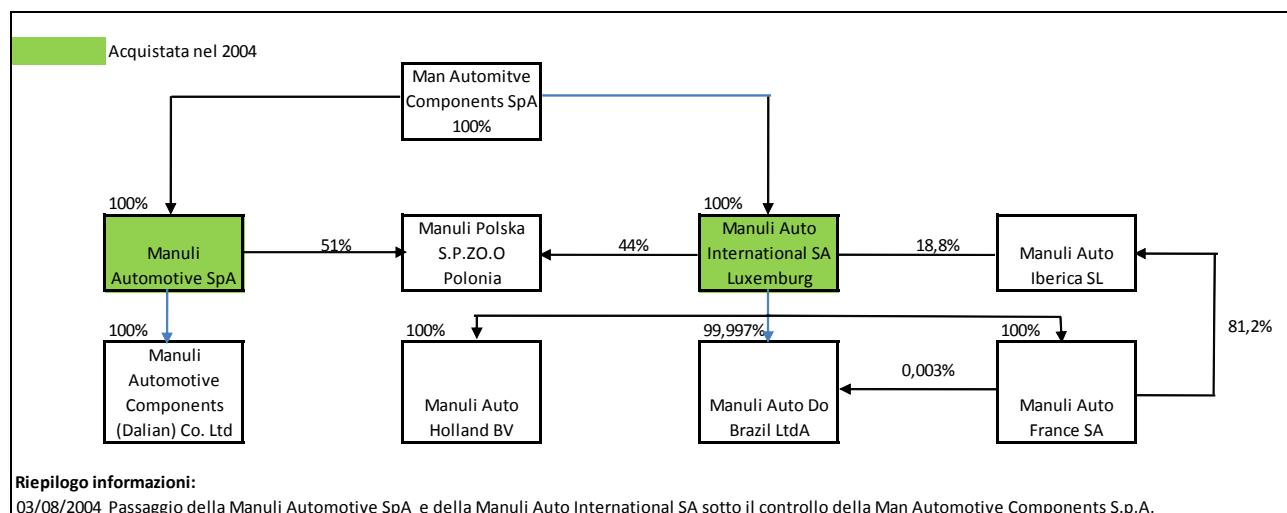 Acquistata nel 2004
Man Automitve
Components SpA
100%
100%
100%
Manuli
Automotive SpA
51%
Manuli Polska
S.P.ZO.O
Polonia
44%
Manuli Auto
International SA
Luxemburg
18,8%
Manuli Auto
Iberica SL
81,2%
100%
100%
99,997%
100%
Manuli
Automotive
Components
(Dalian) Co. Ltd
Manuli Auto
Holland BV
Manuli Auto Do
Brazil LtdA
0,003%
Manuli Auto
France SA
Riepilogo informazioni:
03/08/2004 Passaggio della Manuli Automotive SpA e della Manuli Auto International SA sotto il controllo della Man Automotive Components S.p.A.